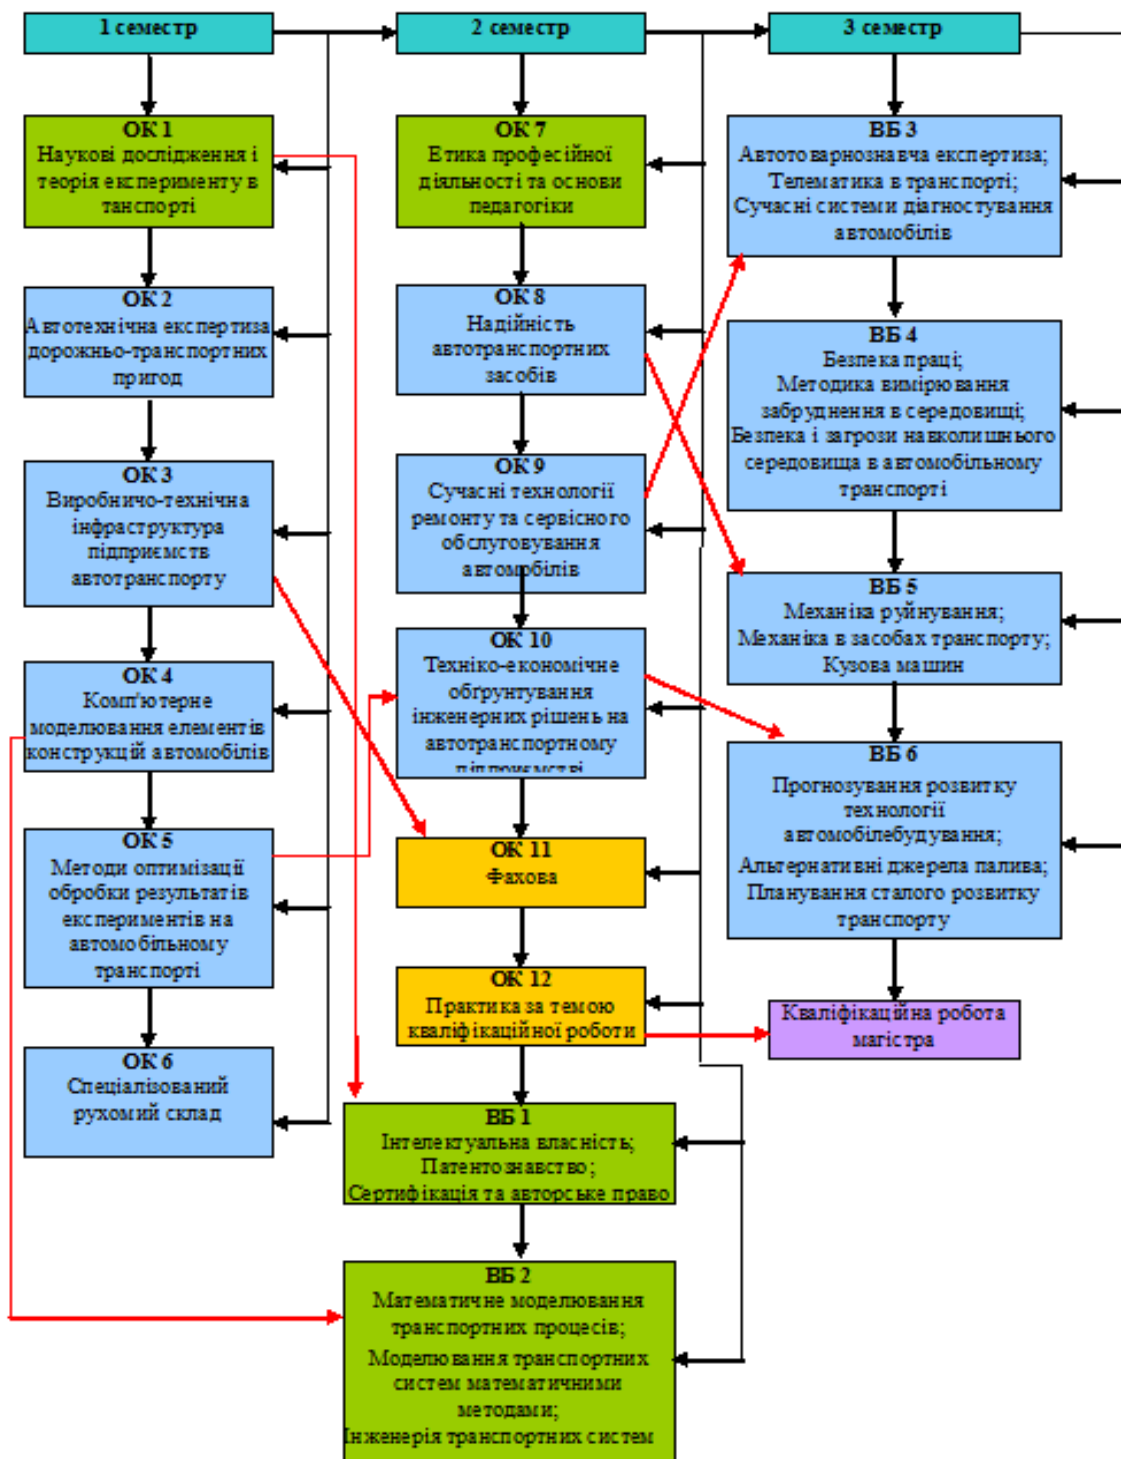 1 семестр
2 семестр
3 семестр
ОК 1
Наукові дослідження і
теорія експерименту в
танспорті
ОК 2
Автотехнічна експертиза
дорожньо-транспортних
пригод
ОК 3
Виробничо-технічна
інфраструктура
підприємств
автотранспорту
ОК 4
Комп'ютерне
моделювання елементів
конструкцій автомобілів
ОК 5
Методи оптимізації
обробки результатів
експериментів на
автомобільному
транспорті
ОК 6
Спеціалізований
рухомий склад
ОК 7
Етика професійної
діяльності та основи
педагогіки
ОК 8
Надійність
автотранспортних
засобів
ОК 9
Сучасні технології
ремонту та сервісного
обслуговування
автомобілів
ОК 10
Техніко-економічне
обґрунтування
інженерних рішень на
автотранспортному
підприємстві
ОК 11
Фахова
ОК 12
Практика за темою
кваліфікаційної роботи
ВБ 1
Інтелектуальна власність;
Патентознавство;
Сертифікація та авторське право
ВБ 2
Математичне моделювання
транспортних процесів;
Моделювання транспортних
систем математичними
методами;
Інженерія транспортних систем
ВБ 3
Автотоварнознавча експертиза;
Телематика в транспорті;
Сучасні системи діагностування
автомобілів
ВБ 4
Безпека праці;
Методика вимірювання
забруднення в середовищі;
Безпека і загрози навколишнього
середовища в автомобільному
транспорті
ВБ 5
Механіка руйнування;
Механіка в засобах транспорту;
Кузова машин
ВБ 6
Прогнозування розвитку
технології
автомобілебудування;
Альтернативні джерела палива;
Планування сталого розвитку
транспорту
Кваліфікаційна робота
магістра